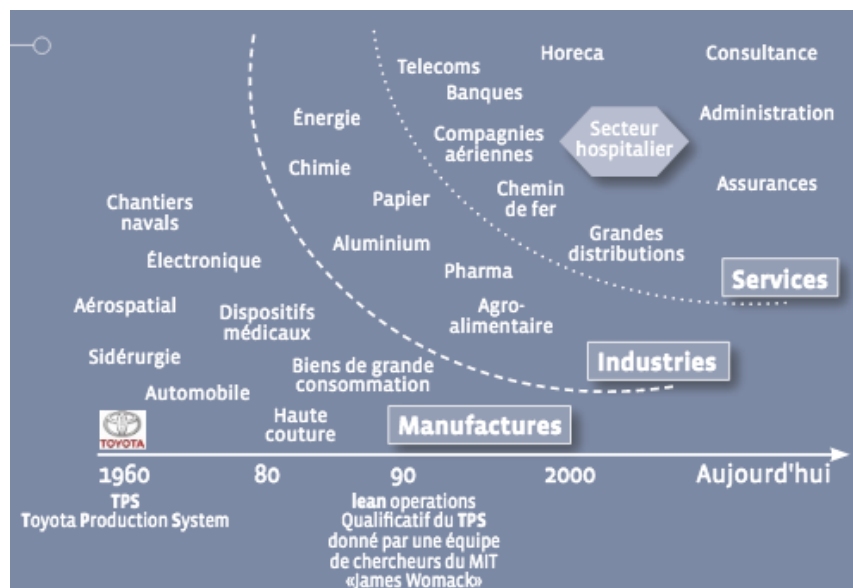 Telecoms
Horeca
Consultance
Banques
Énergie
Compagnies
aériennes
Secteur
hospitalier
Administration
Chimie
Papier
Chemin
de fer
Assurances
Chantiers
navals
Aluminium
Grandes
distributions
Électronique
Pharma
Services
Aérospatial
Dispositifs
médicaux
Agro-
alimentaire
Sidérurgie
Biens de grande
consommation
Industries
Automobile
Haute
couture
Manufactures
TOYOTA
1960
80
90
2000
Aujourd'hui
TPS
Toyota Production System
lean operations
Qualificatif du TPS
donné par une équipe
de chercheurs du MIT
«James Womack»